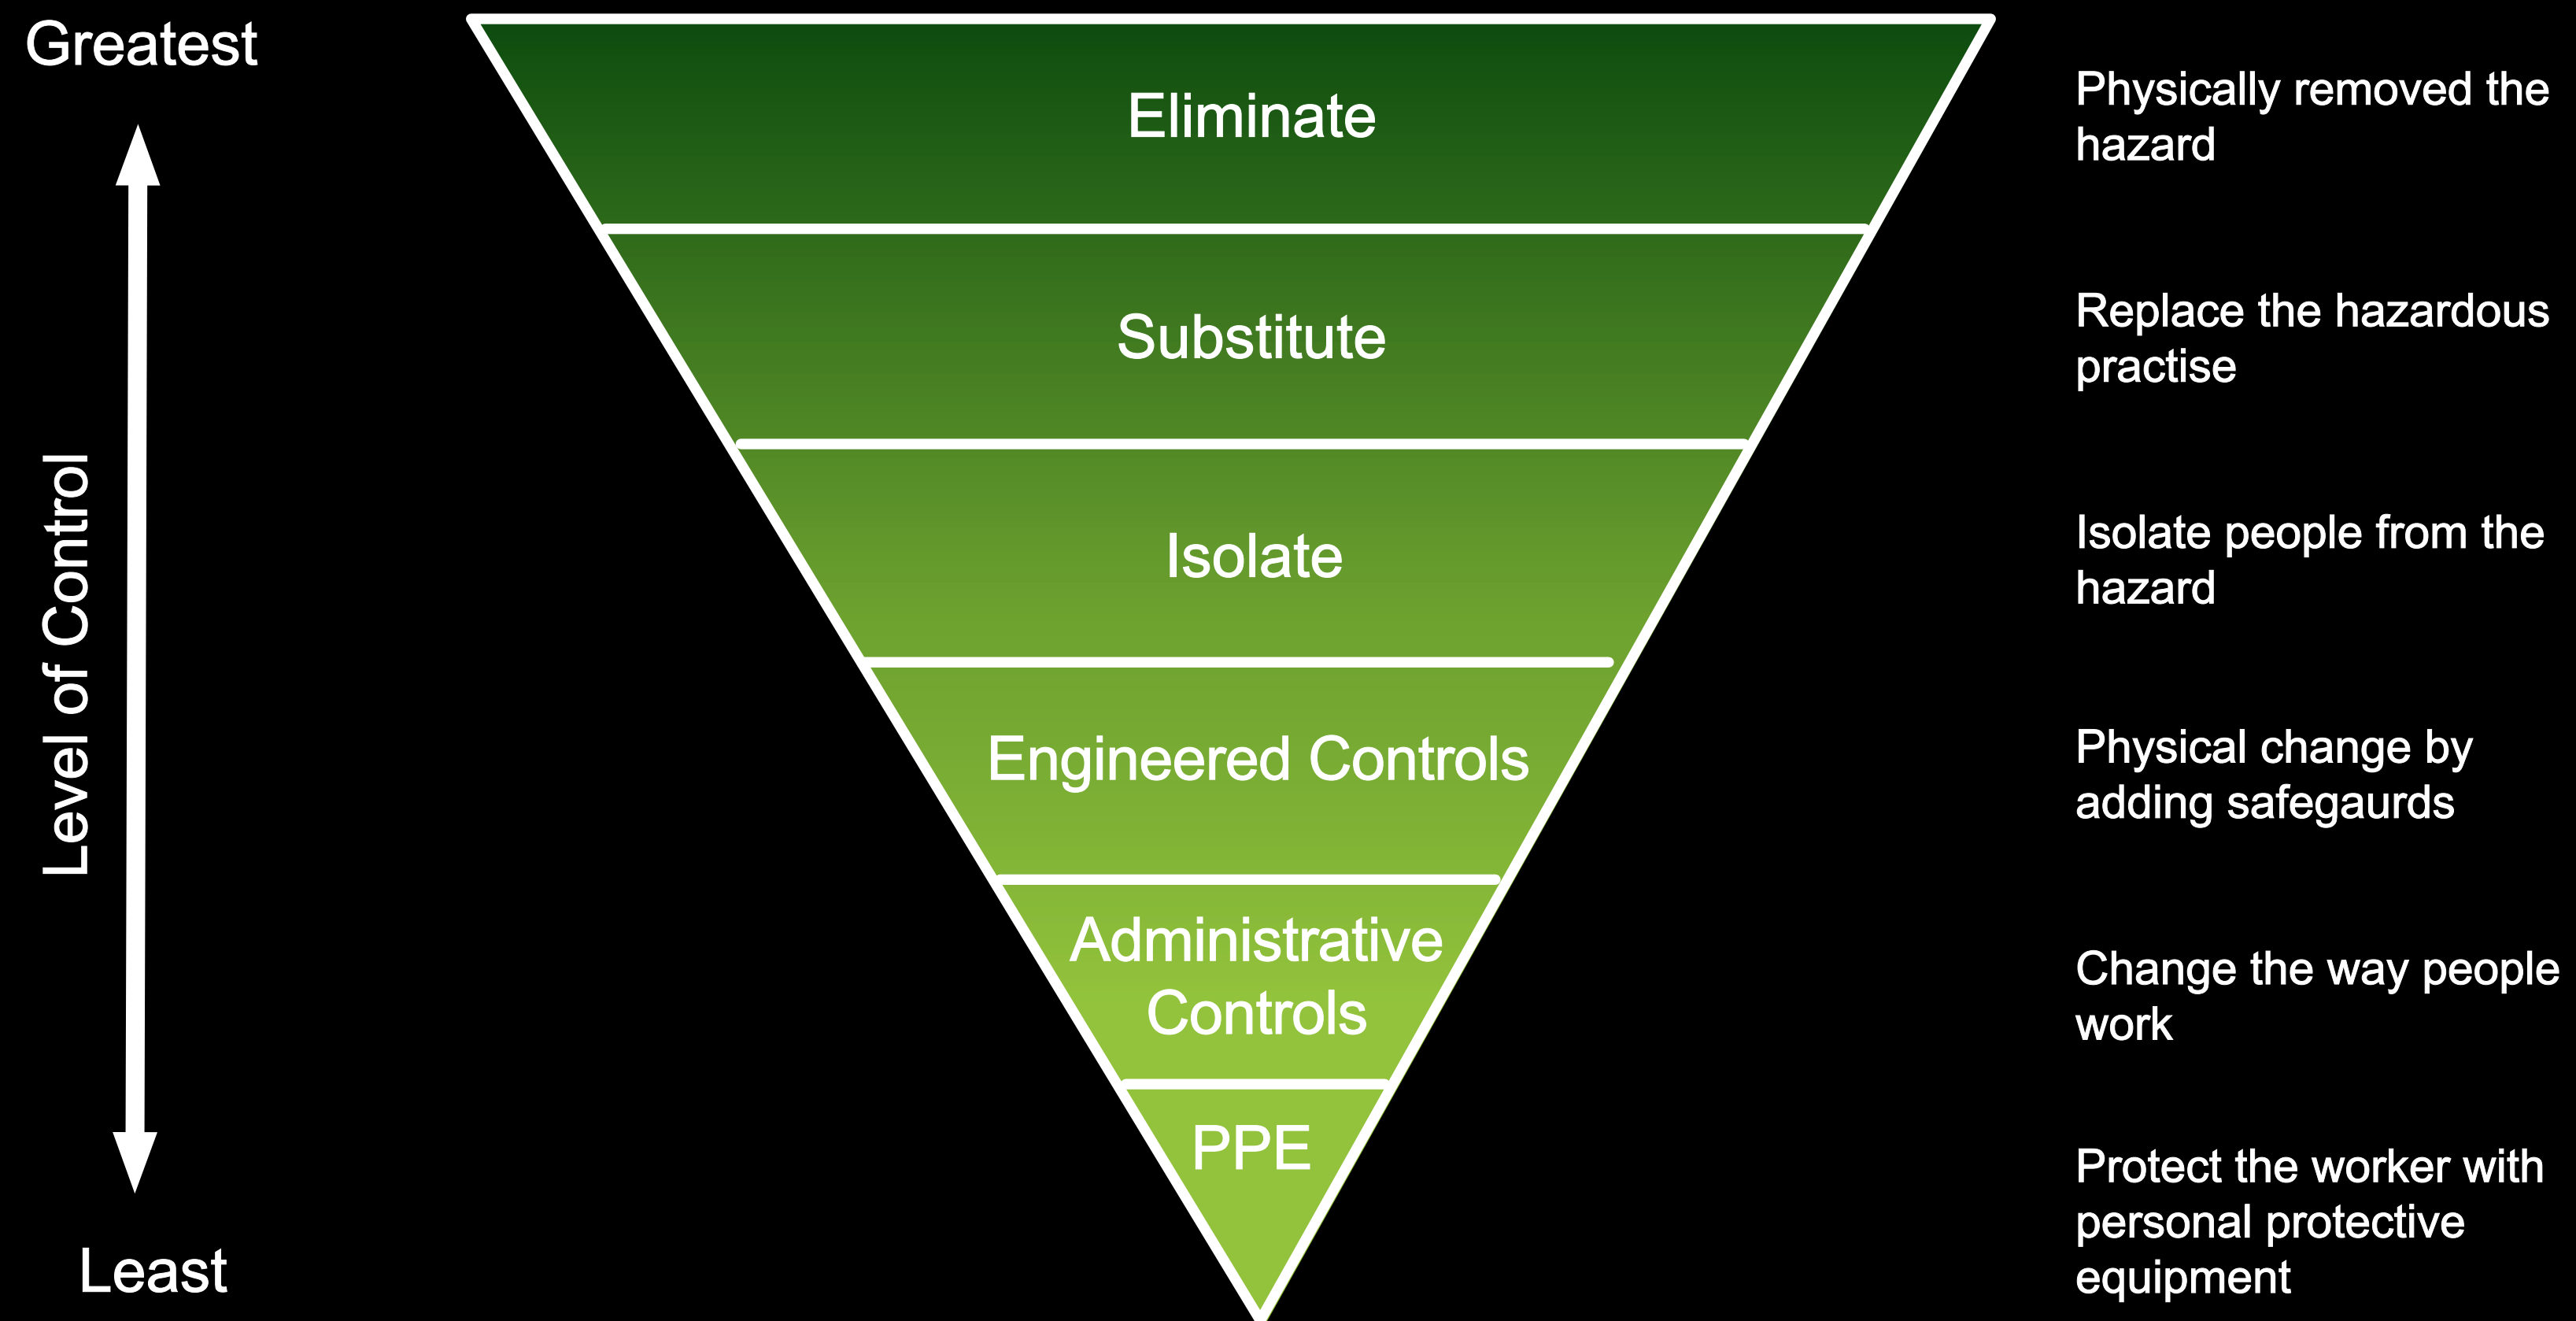 Greatest
Level of Control
Least
Eliminate
Physically removed the
hazard
Substitute
Replace the hazardous
practise
Isolate
Isolate people from the
hazard
Engineered Controls
Physical change by
adding safegaurds
Administrative
Controls
Change the way people
work
PPE
Protect the worker with
personal protective
equipment